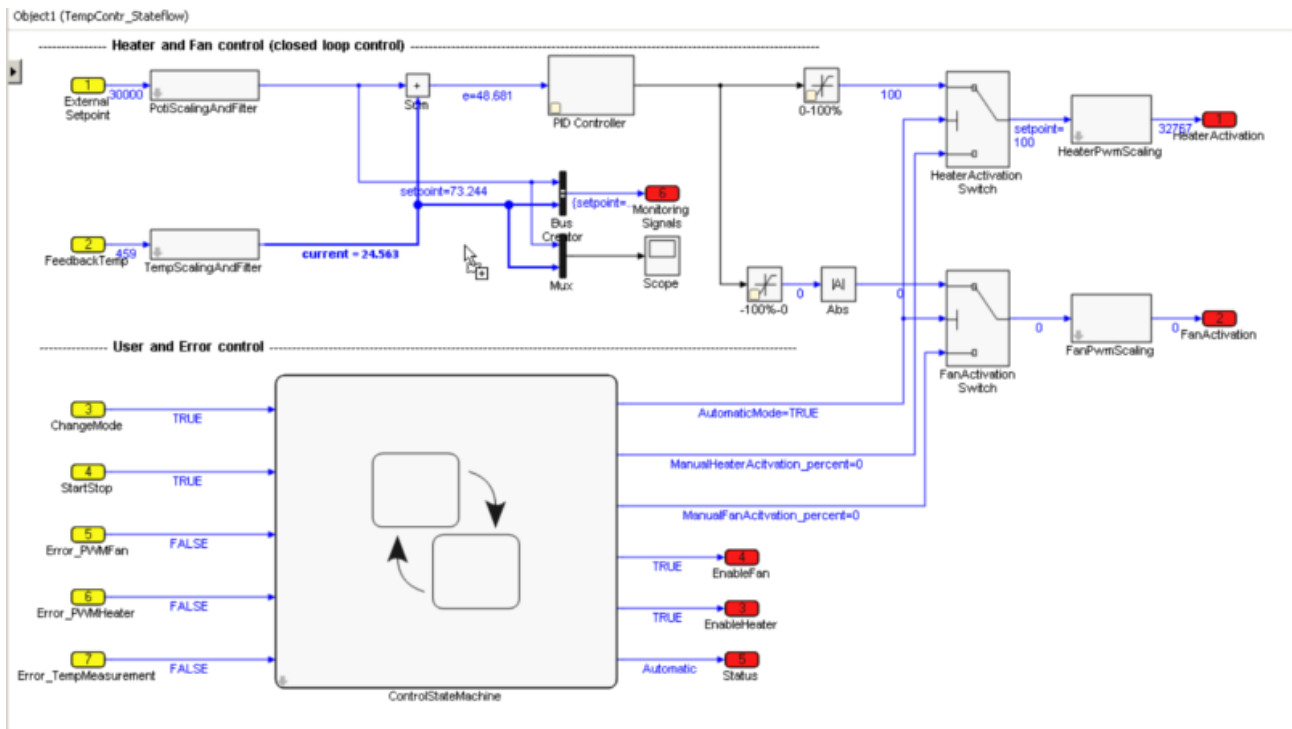 Object1 (TempContr_Stateflow)
Heater and Fan control (closed loop control)
1
External
Setpoint
30000
PotiScalingAndFilter
+
Sum
e=48.681
PID Controller
0-100%
100
HeaterActivation
Switch
setpoint=
100
HeaterPwmScaling
32767
1
HeaterActivation
setpoint=73.244
Bus
Creator
{setpoint=...
6
Monitoring
Signals
2
FeedbackTemp
459
TempScalingAndFilter
current = 24.563
Mux
Scope
-100%-0
0
|A|
Abs
0
FanActivation
Switch
0
FanPwmScaling
0
2
FanActivation
User and Error control
3
ChangeMode
TRUE
4
StartStop
TRUE
5
Error_PWMFan
FALSE
6
Error_PWMHeater
FALSE
7
Error_TempMeasurement
FALSE
ControlStateMachine
AutomaticMode=TRUE
ManualHeaterAcitvation_percent=0
ManualFanAcitvation_percent=0
TRUE
4
EnableFan
TRUE
3
EnableHeater
Automatic
5
Status